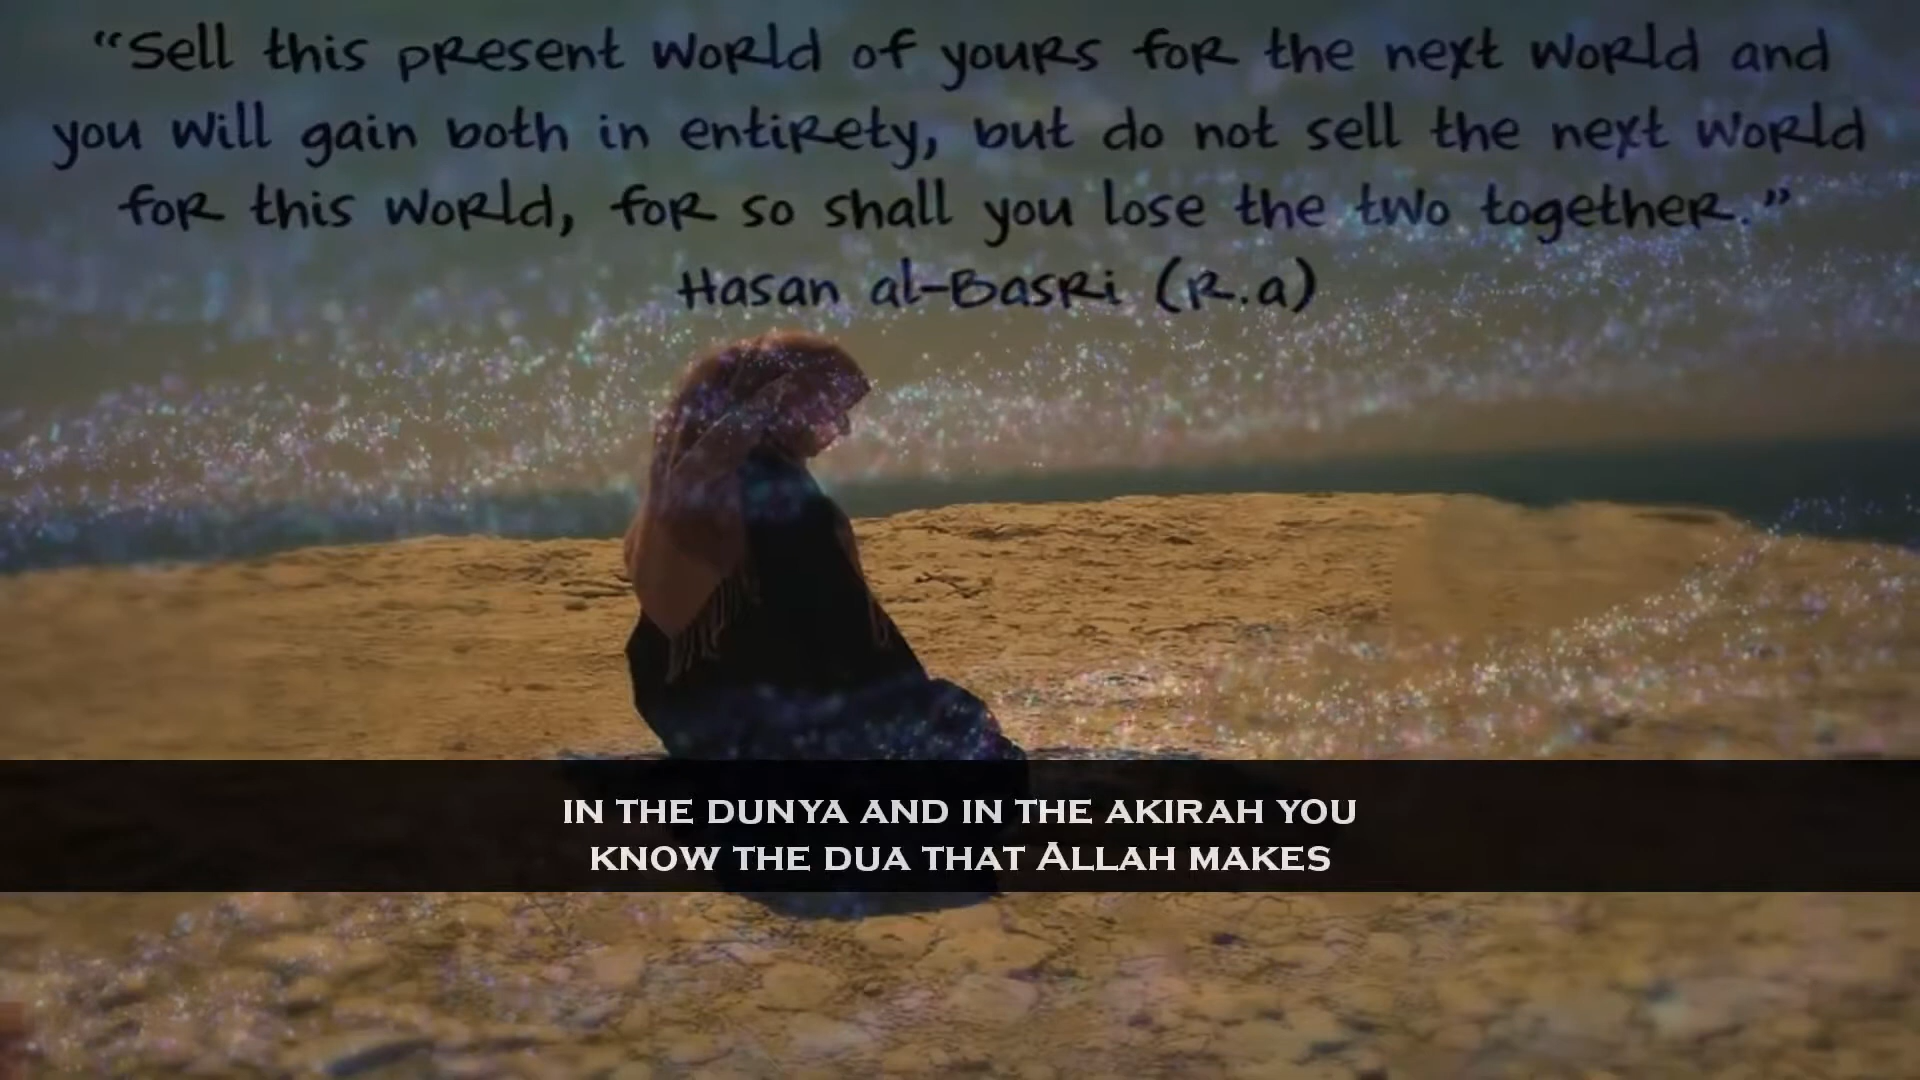 “Sell this present world of yours for the next world and
you will gain both in entirety, but do not sell the next world
for this world, for so shall you lose the two together.”
Hasan al-Basri (R.a)
IN THE DUNYA AND IN THE AKIRAH YOU
KNOW THE DUA THAT ALLAH MAKES